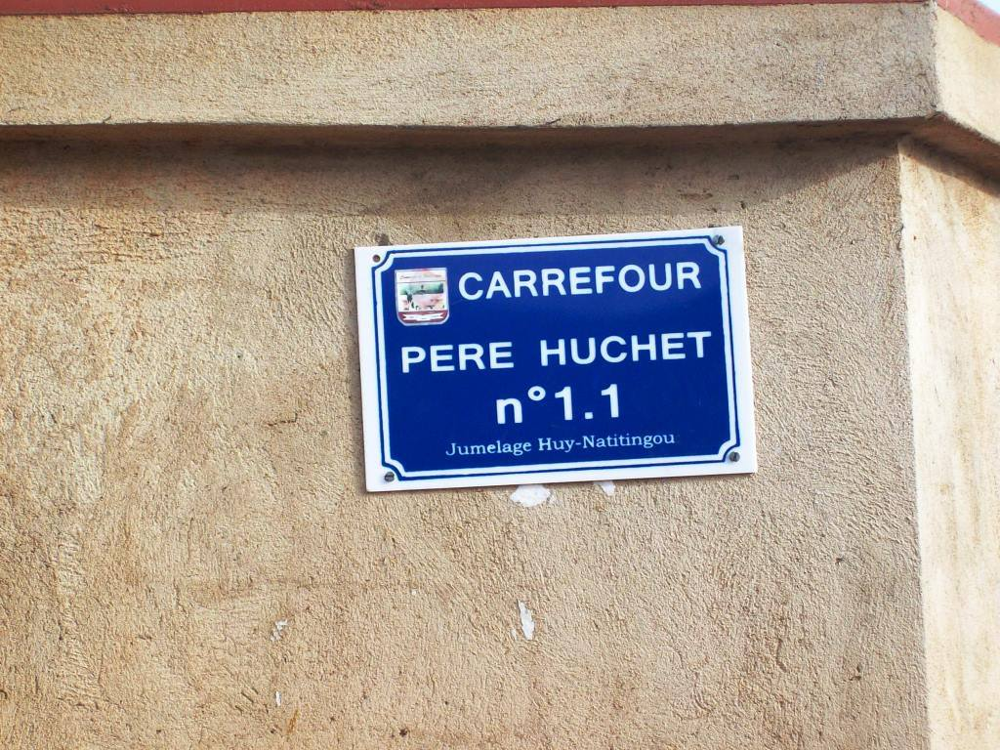 CARREFOUR
PERE HUCHET
n°1.1
Jumelage Huy-Natitingou